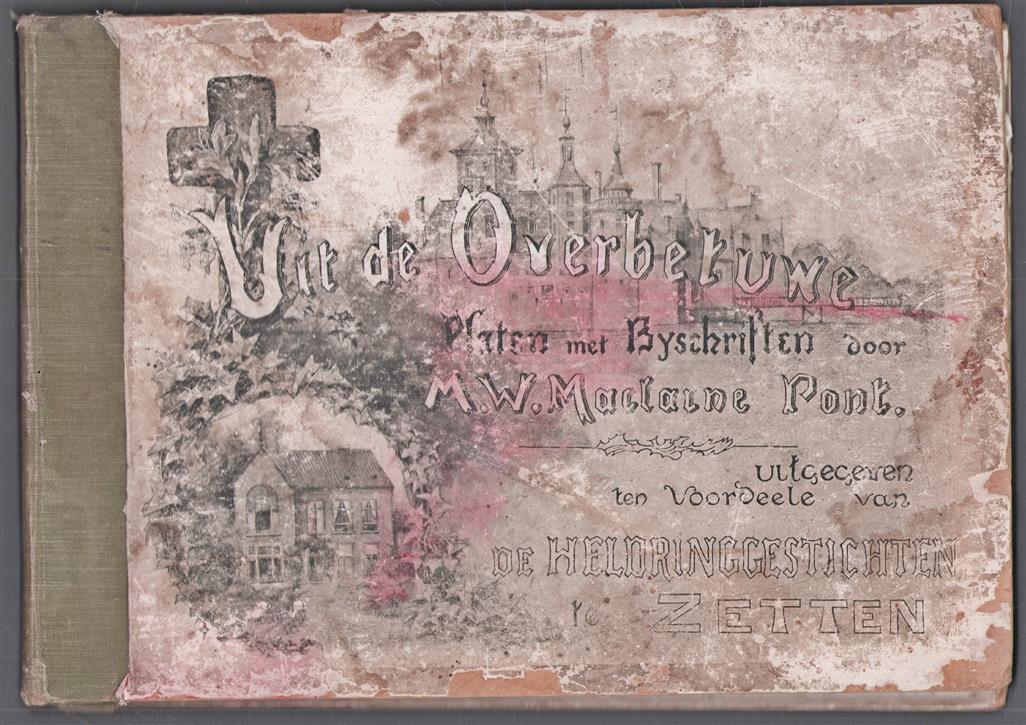 Uit de Overbetuwe
Platen met Byschriften door
M.W. Maclaine Pont.
uitgegeven
ten Voordeele van
DE HELDRINGGESTICHTEN
te ZETTEN